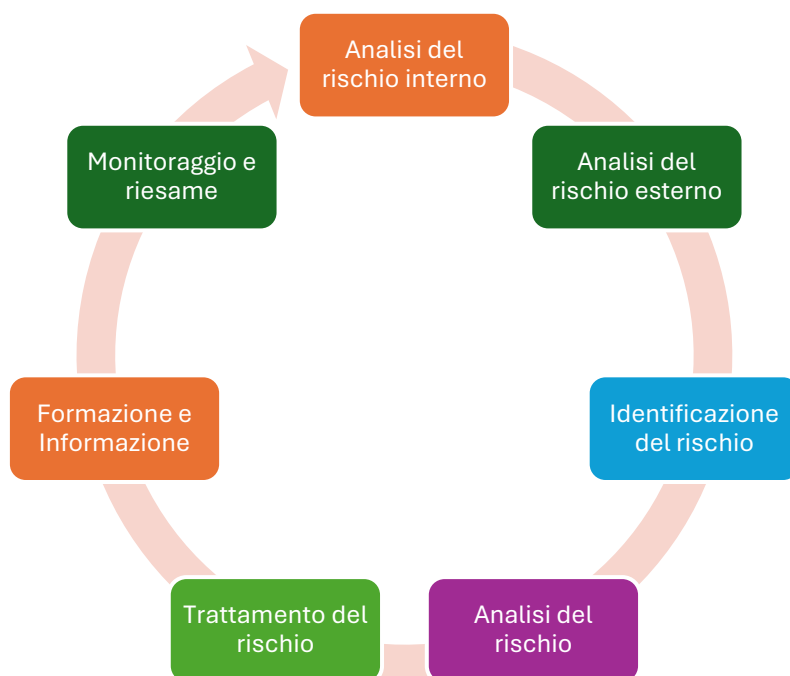 Analisi del
rischio interno
Analisi del
rischio esterno
Identificazione
del rischio
Analisi del
rischio
Trattamento del
rischio
Formazione e
Informazione
Monitoraggio e
riesame